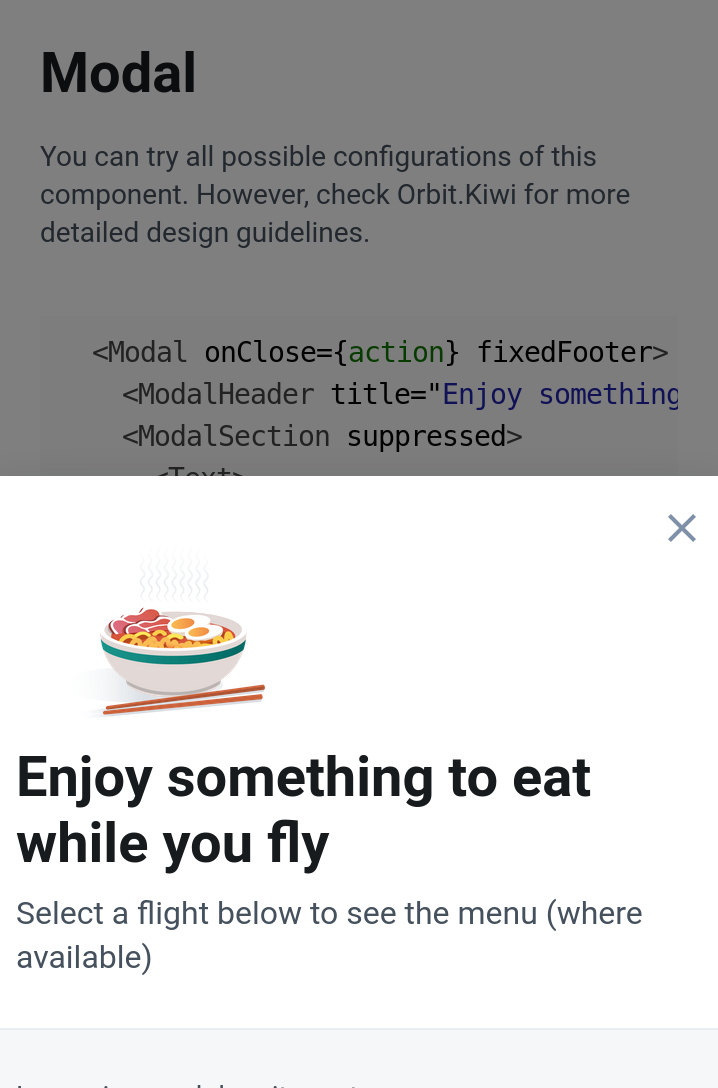 Modal
You can try all possible configurations of this
component. However, check Orbit.Kiwi for more
detailed design guidelines.
<Modal onClose={action} fixedFooter>
<ModalHeader title="Enjoy something
<ModalSection suppressed>
<Text>
Enjoy something to eat
while you fly
Select a flight below to see the menu (where
available)